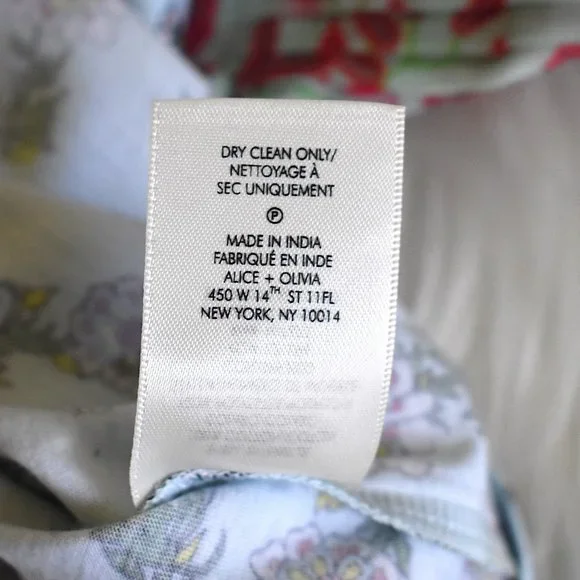 DRY CLEAN ONLY/
NETTOYAGE À
SEC UNIQUEMENT
Ⓟ
MADE IN INDIA
FABRIQUÉ EN INDE
ALICE + OLIVIA
450 W 14TH ST 11FL
NEW YORK, NY 10014